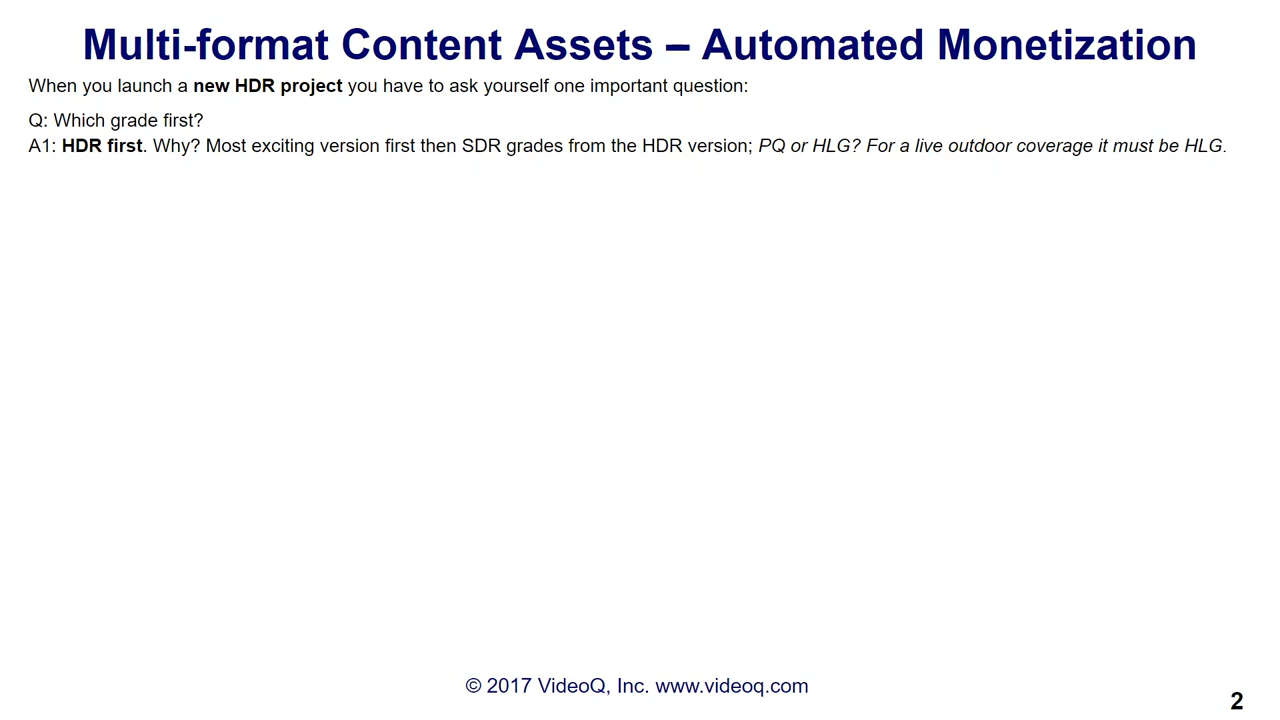 Multi-format Content Assets – Automated Monetization
When you launch a new HDR project you have to ask yourself one important question:
Q: Which grade first?
A1: HDR first. Why? Most exciting version first then SDR grades from the HDR version; PQ or HLG? For a live outdoor coverage it must be HLG.
© 2017 VideoQ, Inc. www.videoq.com
2